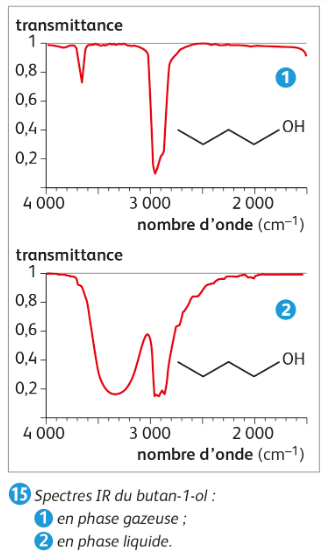 transmittance
1
0,8
0,6
0,4
0,2
1
OH
4 000 3 000 2 000
nombre d'onde (cm–1)
transmittance
1
0,8
0,6
0,4
0,2
2
OH
4 000 3 000 2 000
nombre d'onde (cm–1)
15 Spectres IR du butan-1-ol :
1 en phase gazeuse ;
2 en phase liquide.